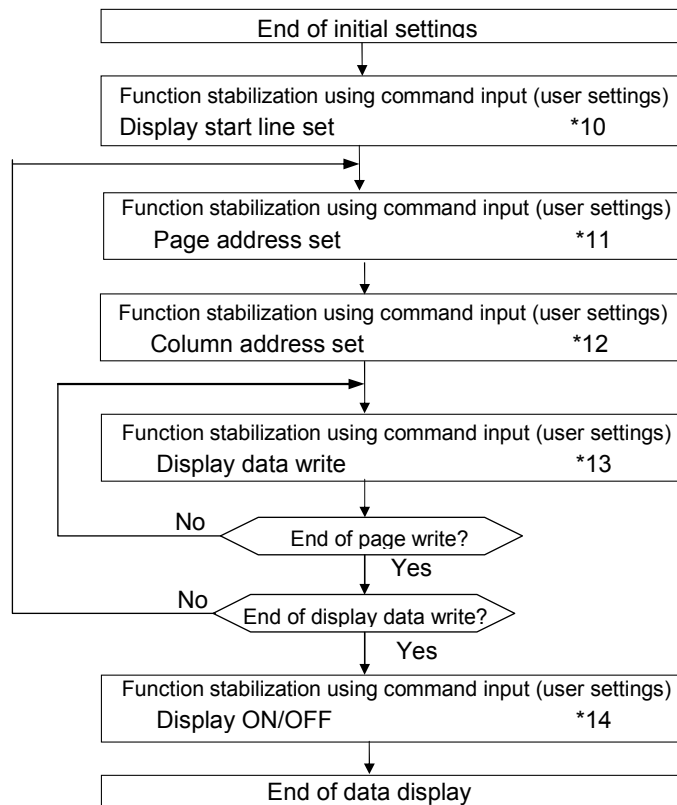 End of initial settings
Function stabilization using command input (user settings)
Display start line set *10
Function stabilization using command input (user settings)
Page address set *11
Function stabilization using command input (user settings)
Column address set *12
Function stabilization using command input (user settings)
Display data write *13
No
End of page write?
Yes
No
End of display data write?
Yes
Function stabilization using command input (user settings)
Display ON/OFF *14
End of data display